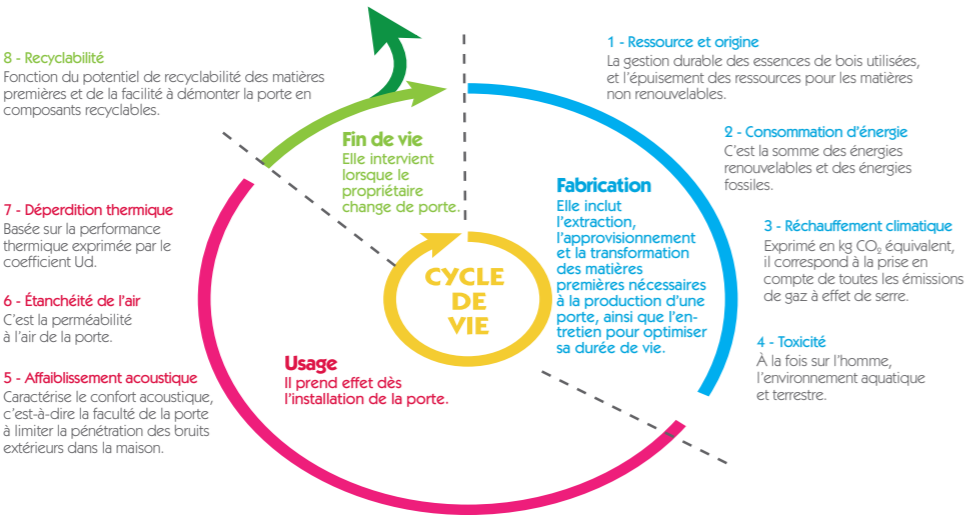 1 - Ressource et origine
La gestion durable des essences de bois utilisées,
et l'épuisement des ressources pour les matières
non renouvelables.
2 - Consommation d'énergie
C'est la somme des énergies
renouvelables et des énergies
fossiles.
3 - Réchauffement climatique
Exprimé en kg CO₂ équivalent,
il correspond à la prise en
compte de toutes les émissions
de gaz à effet de serre.
4 - Toxicité
À la fois sur l'homme,
l'environnement aquatique
et terrestre.
Fabrication
Elle inclut
l'extraction,
l'approvisionnement
et la transformation
des matières
premières nécessaires
à la production d'une
porte, ainsi que l'en-
tretien pour optimiser
sa durée de vie.
CYCLE
DE
VIE
Usage
Il prend effet dès
l'installation de la porte.
5 - Affaiblissement acoustique
Caractérise le confort acoustique,
c'est-à-dire la faculté de la porte
à limiter la pénétration des bruits
extérieurs dans la maison.
6 - Étanchéité de l'air
C'est la perméabilité
à l'air de la porte.
7 - Déperdition thermique
Basée sur la performance
thermique exprimée par le
coefficient Ud.
Fin de vie
Elle intervient
lorsque le
propriétaire
change de porte.
8 - Recyclabilité
Fonction du potentiel de recyclabilité des matières
premières et de la facilité à démonter la porte en
composants recyclables.